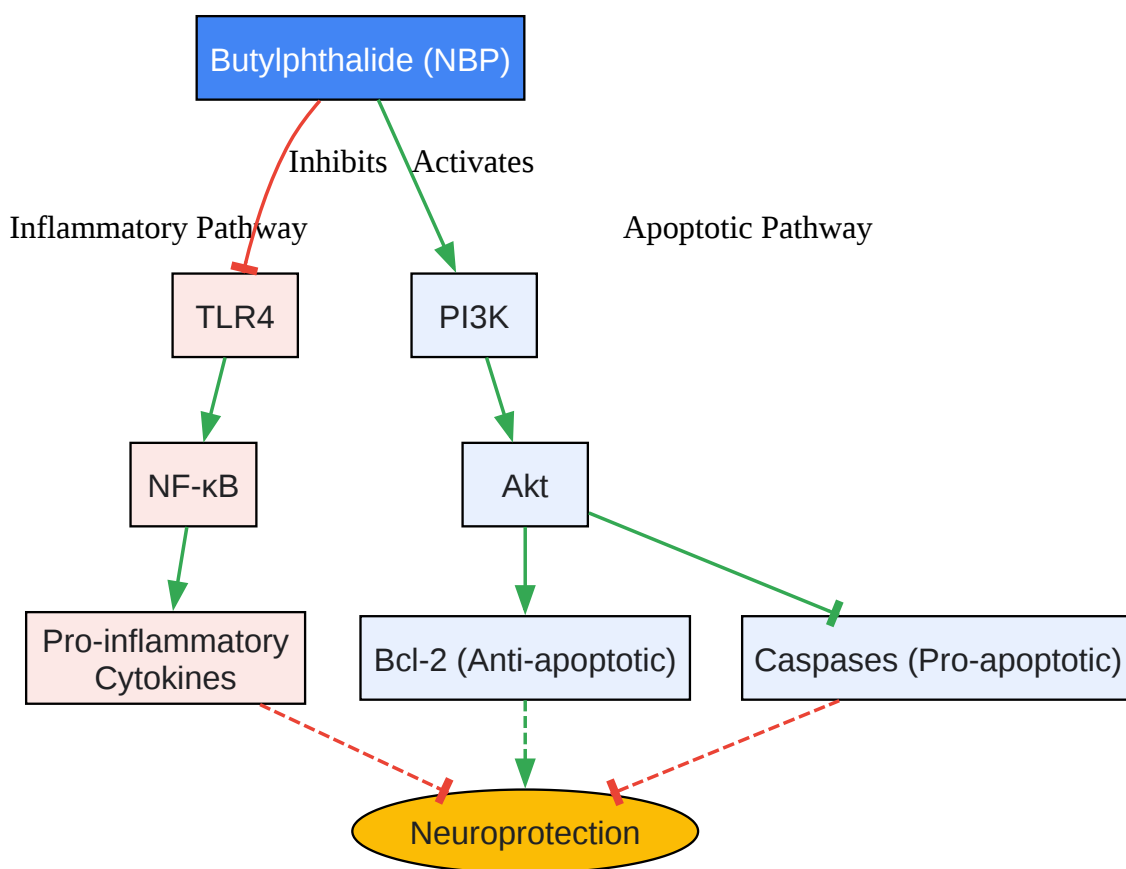 Butylphthalide (NBP)
Inhibits
Activates
Inflammatory Pathway
Apoptotic Pathway
TLR4
PI3K
NF-κB
Akt
Pro-inflammatory
Cytokines
Bcl-2 (Anti-apoptotic)
Caspases (Pro-apoptotic)
Neuroprotection